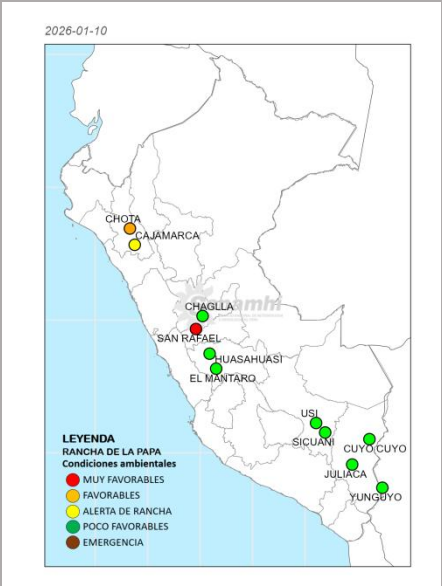 2026-01-10
CHOTA
CAJAMARCA
CHAGLLA
SAN RAFAEL
HUASAHUASI
EL MANTARO
USI
SICUANI
CUYO CUYO
JULIACA
YUNGUYO
LEYENDA
RANCHA DE LA PAPA
Condiciones ambientales
MUY FAVORABLES
FAVORABLES
ALERTA DE RANCHA
POCO FAVORABLES
EMERGENCIA